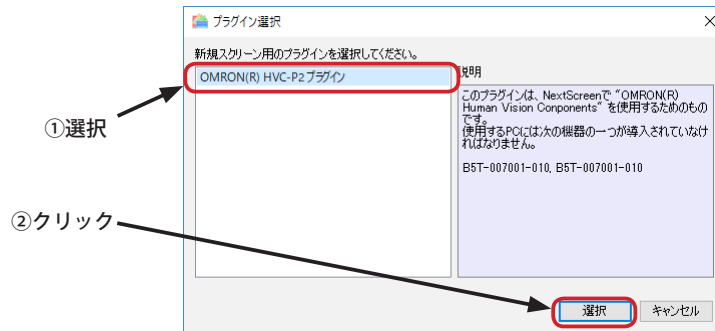 プラグイン選択
新規スクリーン用のプラグインを選択してください。
OMRON(R) HVC-P2 プラグイン
説明
このプラグインは、NextScreenで "OMRON(R)
Human Vision Conponents" を使用するためのもの
です。
使用するPCには次の機器の一つが導入されていなけ
ればなりません。
B5T-007001-010, B5T-007001-010
①選択
②クリック
選択
キャンセル